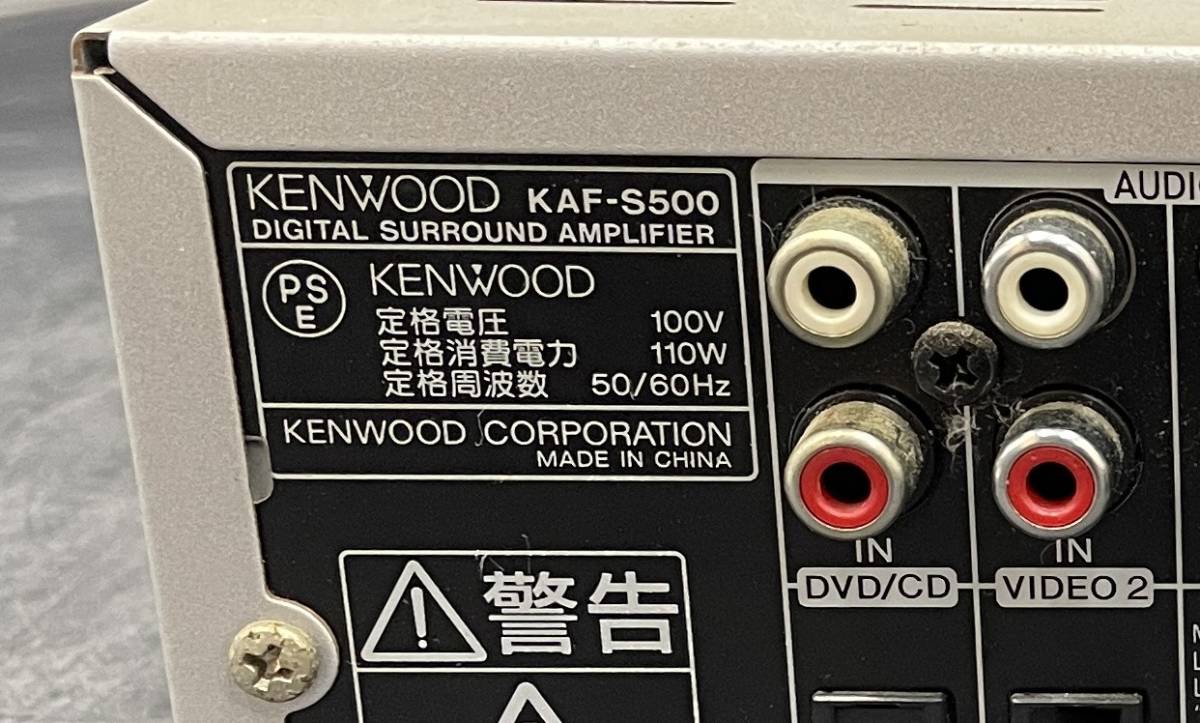 KENWOOD KAF-S500
DIGITAL SURROUND AMPLIFIER
PS
E
KENWOOD
定格電圧 100V
定格消費電力 110W
定格周波数 50/60Hz
KENWOOD CORPORATION
MADE IN CHINA
警告
IN
DVD/CD
IN
VIDEO 2